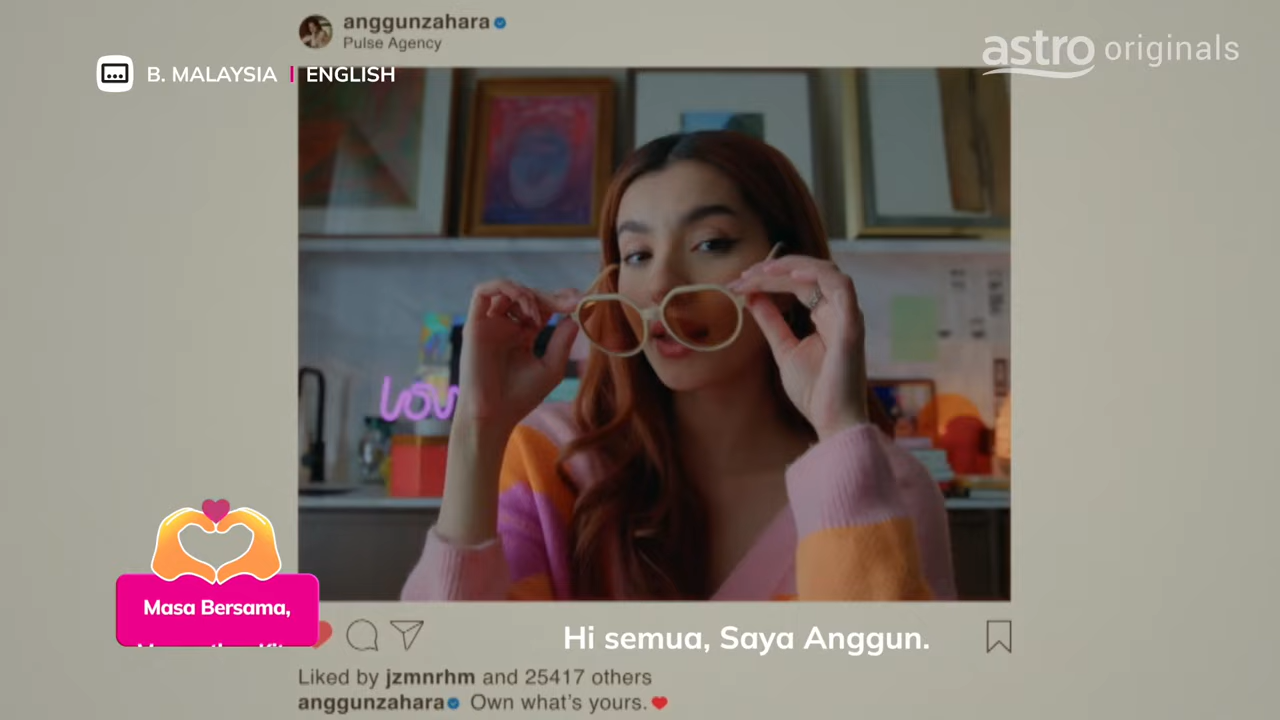 anggunzahara
Pulse Agency
B. MALAYSIA | ENGLISH
astro originals
love
Masa Bersama,
Hi semua, Saya Anggun.
Liked by jzmnrhm and 25417 others
anggunzahara Own what's yours.